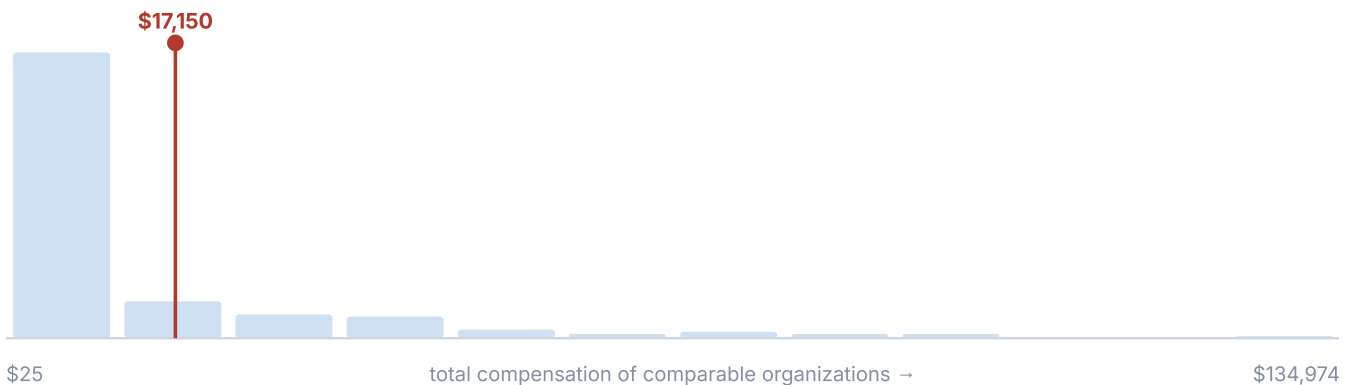 $17,150
$25 total compensation of comparable organizations → $134,974